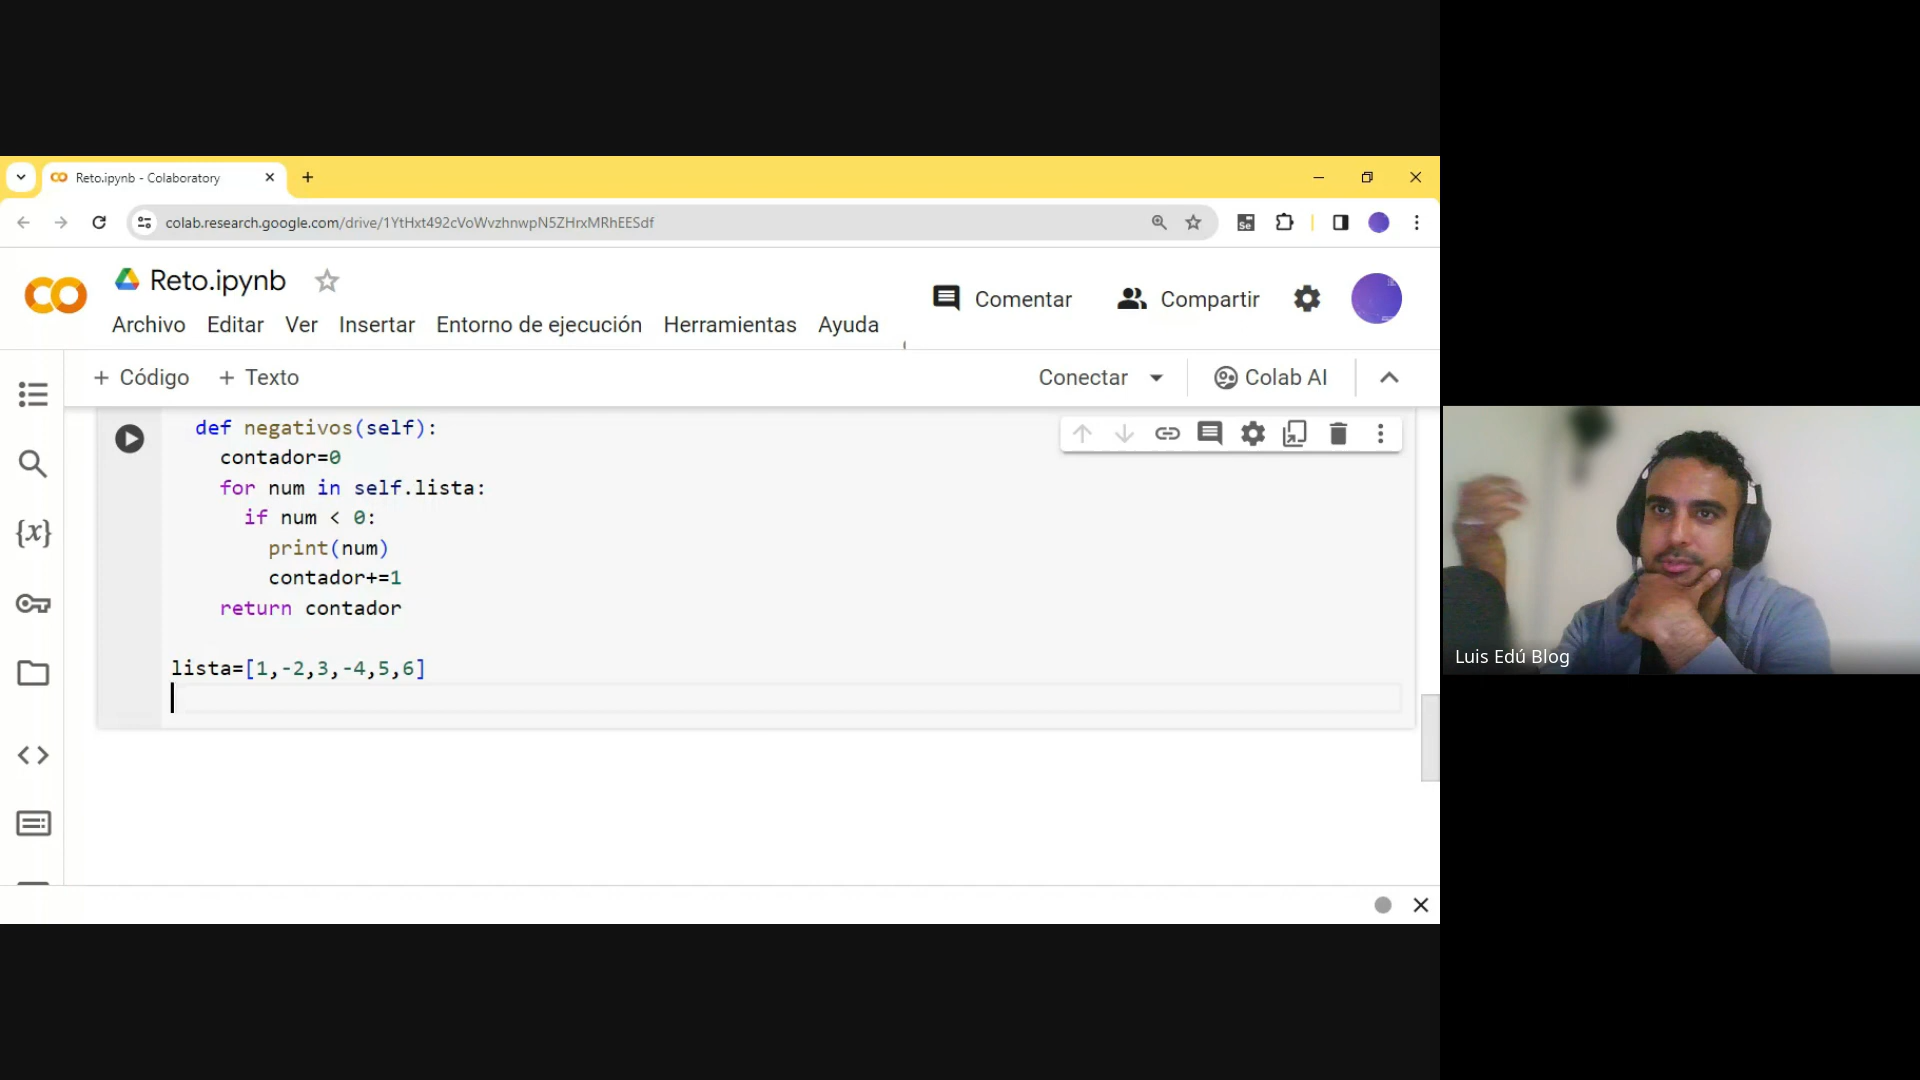 Reto.ipynb - Colaboratory
colab.research.google.com/drive/1YtHxt492cVoWvzhnwpN5ZHrxMRhEESdf
Se
Reto.ipynb
Comentar
Compartir
Archivo Editar Ver Insertar Entorno de ejecución Herramientas Ayuda
+ Código + Texto
Conectar
Colab AI
def negativos(self):
contador=0
for num in self.lista:
if num < 0:
print(num)
contador+=1
return contador
lista=[1,-2,3,-4,5,6]
{x}
Luis Edú Blog